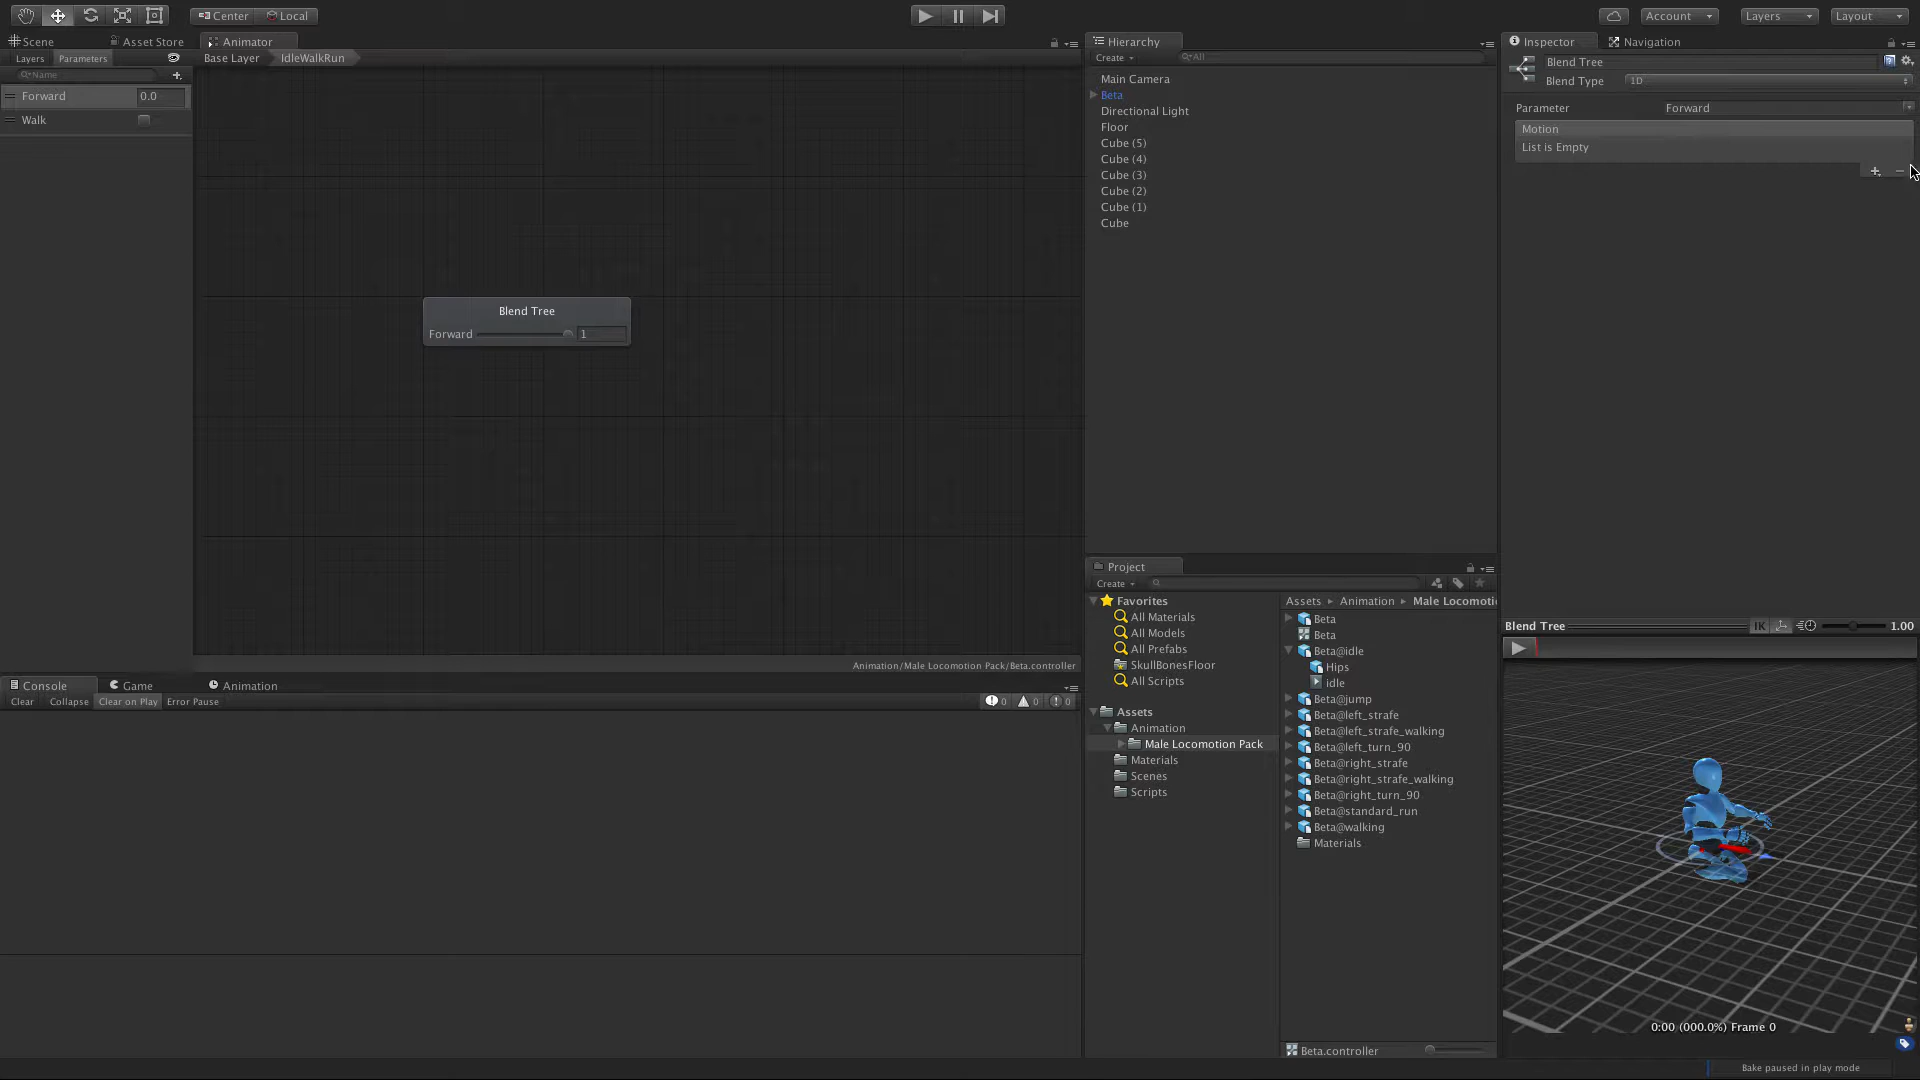 Center
Local
Account
Layers
Layout
Scene
Asset Store
Animator
Layers
Parameters
Base Layer
IdleWalkRun
Name
Forward 0.0
Walk
Blend Tree
Forward 1
Animation/Male Locomotion Pack/Beta.controller
Console
Game
Animation
Clear
Collapse
Clear on Play
Error Pause
0
0
0
Hierarchy
Create
All
Main Camera
Beta
Directional Light
Floor
Cube (5)
Cube (4)
Cube (3)
Cube (2)
Cube (1)
Cube
Project
Create
Favorites
All Materials
All Models
All Prefabs
SkullBonesFloor
All Scripts
Assets
Animation
Male Locomotion Pack
Materials
Scenes
Scripts
Assets
Animation
Male Locomoti
Beta
Beta
Beta@idle
Hips
idle
Beta@jump
Beta@left_strafe
Beta@left_strafe_walking
Beta@left_turn_90
Beta@right_strafe
Beta@right_strafe_walking
Beta@right_turn_90
Beta@standard_run
Beta@walking
Materials
Beta.controller
Inspector
Navigation
Blend Tree
Blend Type 1D
Parameter Forward
Motion
List is Empty
Blend Tree
IK
1.00
0:00 (000.0%) Frame 0
Bake paused in play mode